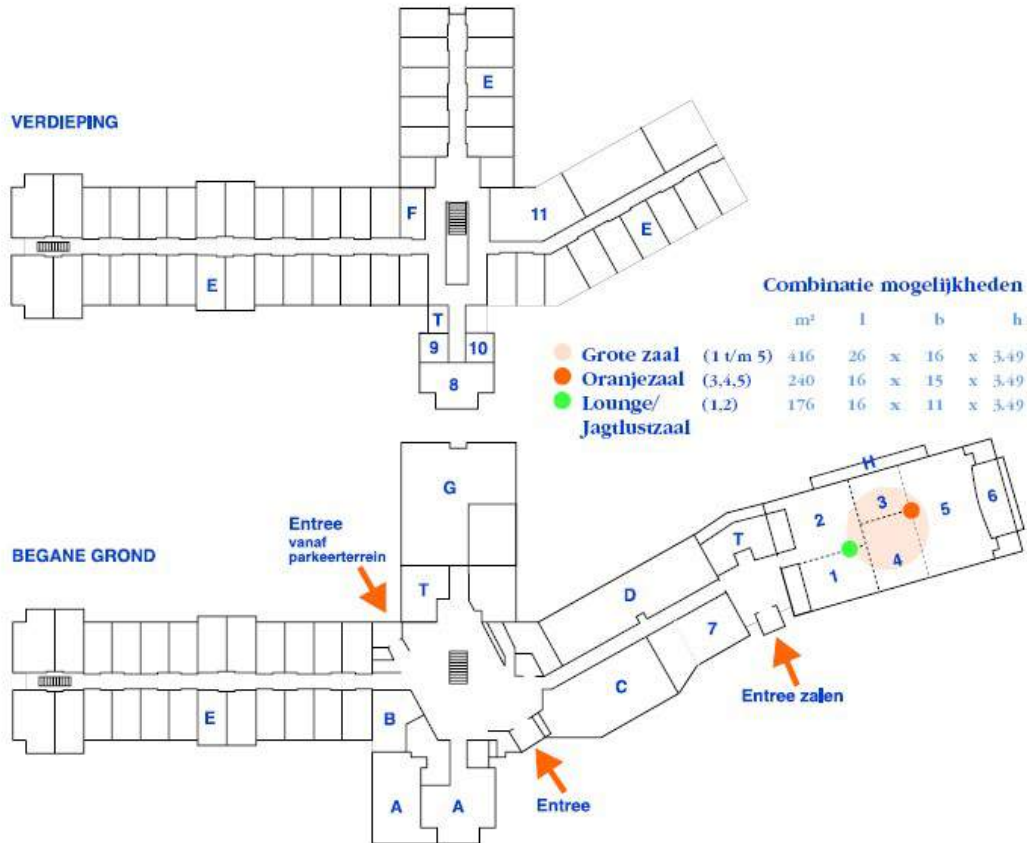 E
VERDIEPING
F
11
E
E
T
9
10
8
Combinatie mogelijkheden
m² l b h
Grote zaal (1 t/m 5) 416 26 x 16 x 3.49
Oranjezaal (3,4,5) 240 16 x 15 x 3.49
Lounge/ (1,2) 176 16 x 11 x 3.49
Jagtlustzaal
G
H
3
5
6
2
Entree
vanaf
parkeerterrein
BEGANE GROND
T
4
1
T
D
7
Entree zalen
C
E
B
A
A
Entree